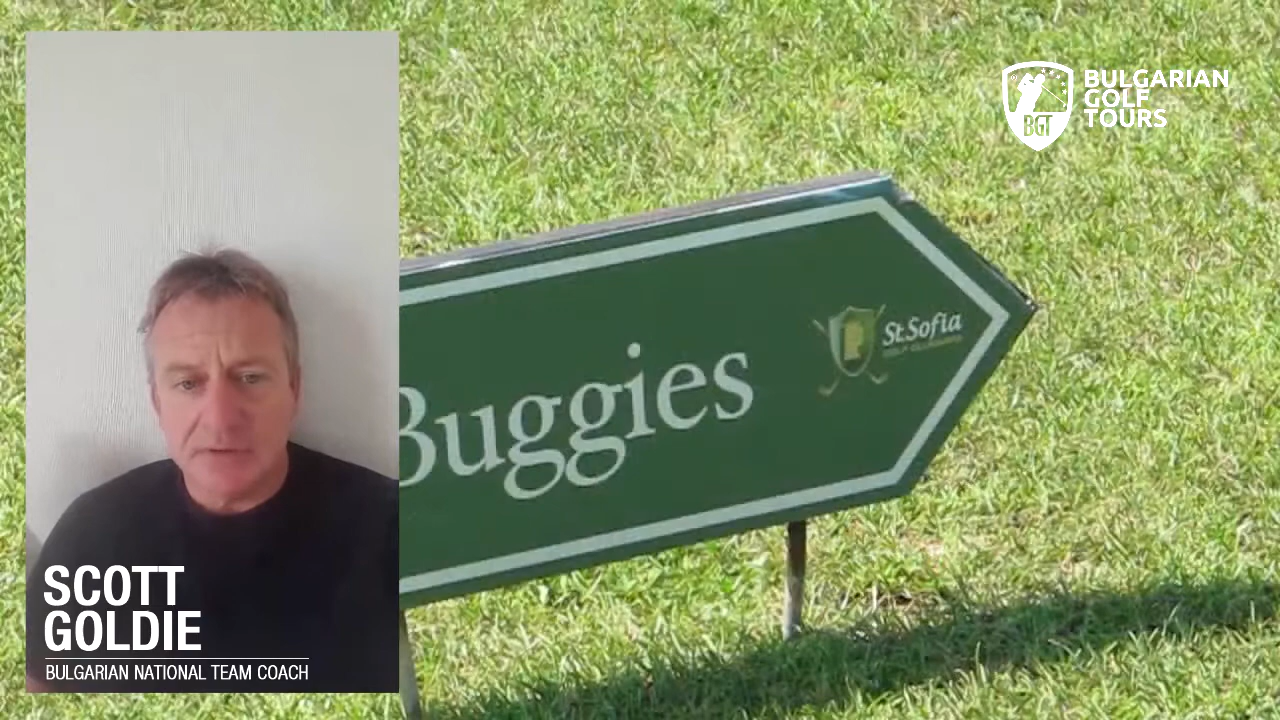 BULGARIAN
GOLF
TOURS
BGT
St.Sofia
Buggies
SCOTT
GOLDIE
BULGARIAN NATIONAL TEAM COACH